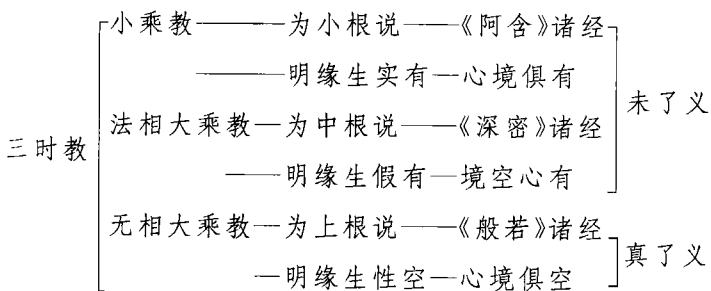 小乘教——为小根说——《阿含》诸经
——明缘生实有—心境俱有
未了义
法相大乘教—为中根说——《深密》诸经
三时教
——明缘生假有—境空心有
无相大乘教—为上根说——《般若》诸经
真了义
—明缘生性空—心境俱空